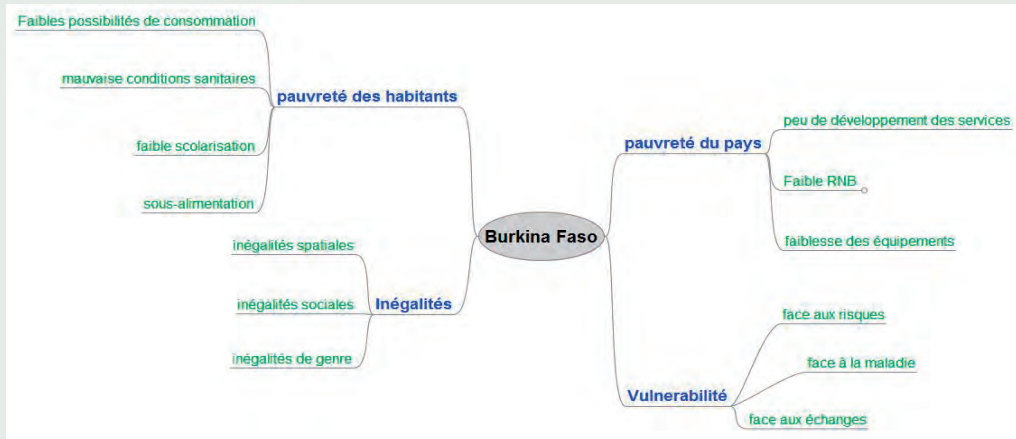 Faibles possibilités de consommation
mauvaise conditions sanitaires
pauvreté des habitants
faible scolarisation
sous-alimentation
inégalités spatiales
inégalités sociales
Inégalités
inégalités de genre
Burkina Faso
peu de développement des services
pauvreté du pays
Faible RNB
faiblesse des équipements
face aux risques
face à la maladie
Vulnerabilité
face aux échanges